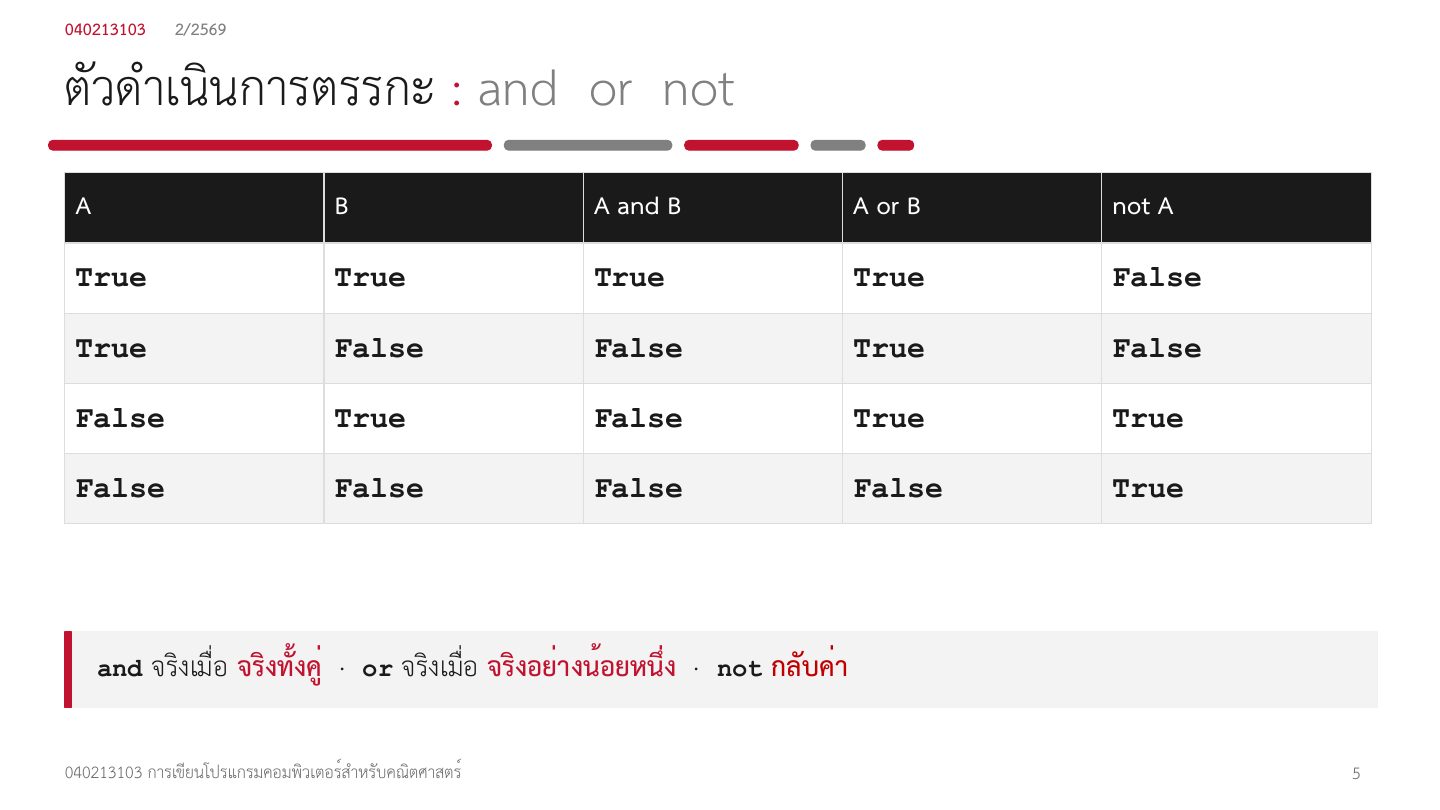 040213103 2/2569
ตัวดำเนินการตรรกะ : and or not
A B A and B A or B not A
True True True True False
True False False True False
False True False True True
False False False False True
and จริงเมื่อ จริงทั้งคู่ · or จริงเมื่อ จริงอย่างน้อยหนึ่ง · not กลับค่า
040213103 การเขียนโปรแกรมคอมพิวเตอร์สำหรับคณิตศาสตร์ 5